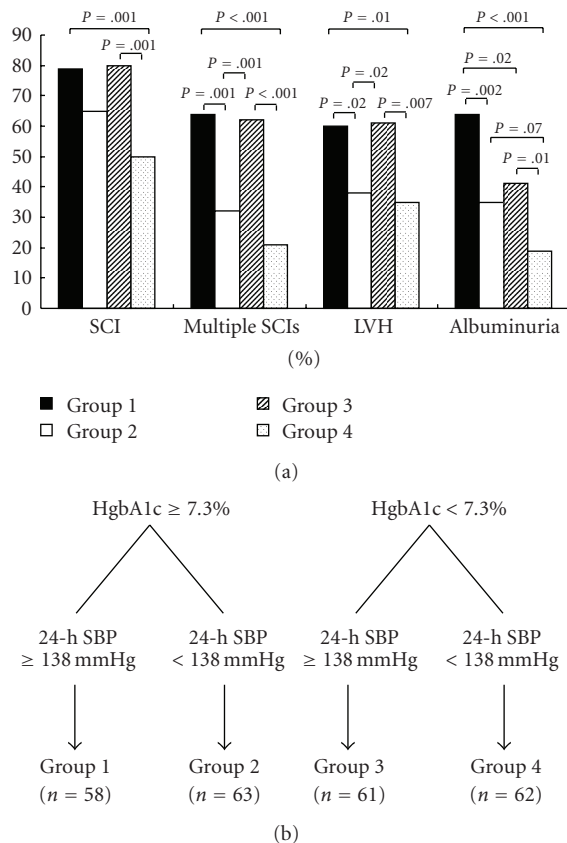 P = .001 P < .001 P = .01 P < .001
90
80
70
60
50
40
30
20
10
0
P = .001
P = .001
P = .001 P < .001
P = .02
P = .02 P = .007
P = .02
P = .002
P = .07
P = .01
SCI Multiple SCIs LVH Albuminuria
(%)
Group 1 Group 3
Group 2 Group 4
(a)
HgbA1c ≥ 7.3% HgbA1c < 7.3%
24-h SBP 24-h SBP 24-h SBP 24-h SBP
≥ 138 mmHg < 138 mmHg ≥ 138 mmHg < 138 mmHg
Group 1 Group 2 Group 3 Group 4
(n = 58) (n = 63) (n = 61) (n = 62)
(b)